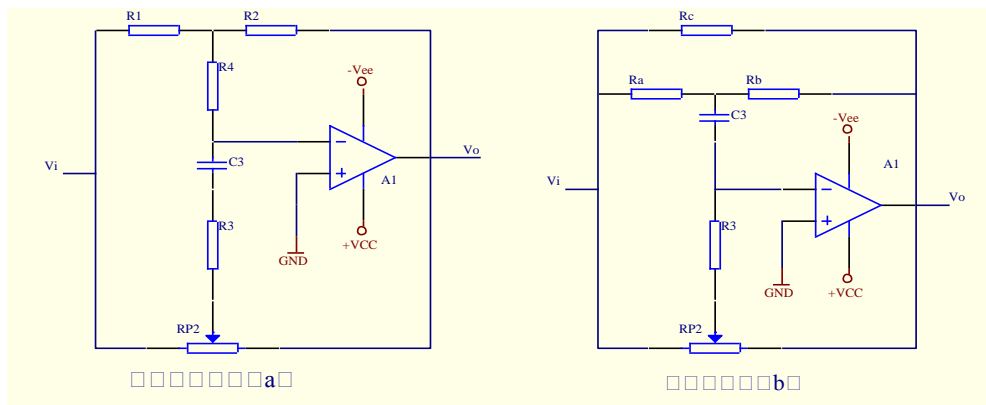 R1
R2
R4
-Vee
C3
Vi
Vo
A1
R3
GND
+VCC
RP2
□□□□□□□a□
Rc
Ra
Rb
C3
-Vee
A1
Vi
Vo
R3
GND
+VCC
RP2
□□□□□□b□